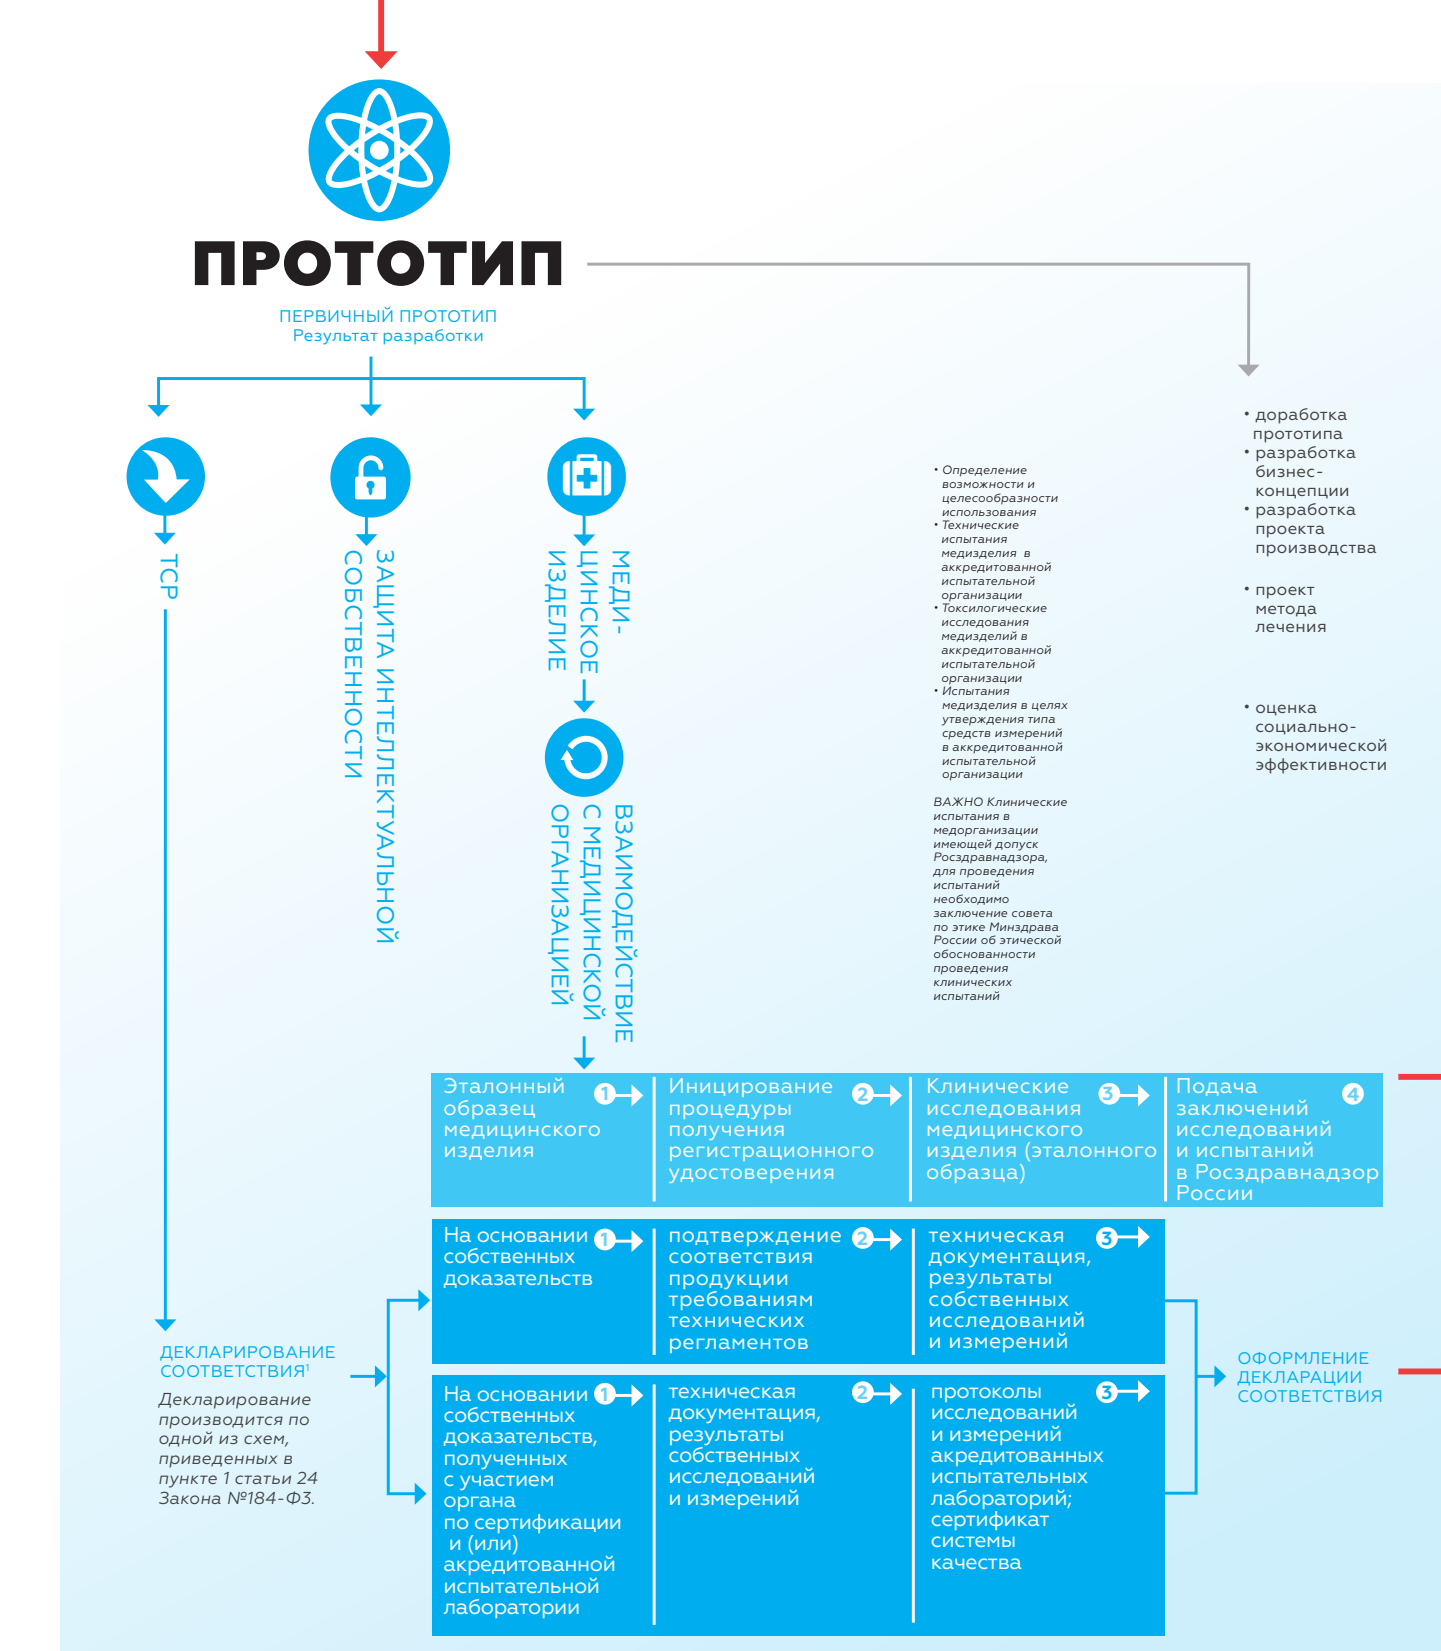 ПРОТОТИП
ПЕРВИЧНЫЙ ПРОТОТИП
Результат разработки
ТСР
ЗАЩИТА ИНТЕЛЛЕКТУАЛЬНОЙ
СОБСТВЕННОСТИ
МЕДИ-
ЦИНСКОЕ
ИЗДЕЛИЕ
ВЗАИМОДЕЙСТВИЕ
С МЕДИЦИНСКОЙ
ОРГАНИЗАЦИЕЙ
• Определение
возможности и
целесообразности
использования
• Технические
испытания
медизделия в
аккредитованной
испытательной
организации
• Токсилогические
исследования
медизделий в
аккредитованной
испытательной
организации
• Испытания
медизделия в целях
утверждения типа
средств измерений
в аккредитованной
испытательной
организации
ВАЖНО Клинические
испытания в
медорганизации
имеющей допуск
Росздравнадзора,
для проведения
испытаний
необходимо
заключение совета
по этике Минздрава
России об этической
обоснованности
проведения
клинических
испытаний
• доработка
прототипа
• разработка
бизнес-
концепции
• разработка
проекта
производства
• проект
метода
лечения
• оценка
социально-
экономической
эффективности
Эталонный
образец
медицинского
изделия
1
Инициирование
процедуры
получения
регистрационного
удостоверения
2
Клинические
исследования
медицинского
изделия (эталонного
образца)
3
Подача
заключений
исследований
и испытаний
в Росздравнадзор
России
4
На основании
собственных
доказательств
1
подтверждение
соответствия
продукции
требованиям
технических
регламентов
2
техническая
документация,
результаты
собственных
исследований
и измерений
3
ДЕКЛАРИРОВАНИЕ
СООТВЕТСТВИЯ¹
Декларирование
производится по
одной из схем,
приведенных в
пункте 1 статьи 24
Закона №184-ФЗ.
На основании
собственных
доказательств,
полученных
с участием
органа
по сертификации
и (или)
акредитованной
испытательной
лаборатории
1
техническая
документация,
результаты
собственных
исследований
и измерений
2
протоколы
исследований
и измерений
акредитованных
испытательных
лабораторий;
сертификат
системы
качества
3
ОФОРМЛЕНИЕ
ДЕКЛАРАЦИИ
СООТВЕТСТВИЯ